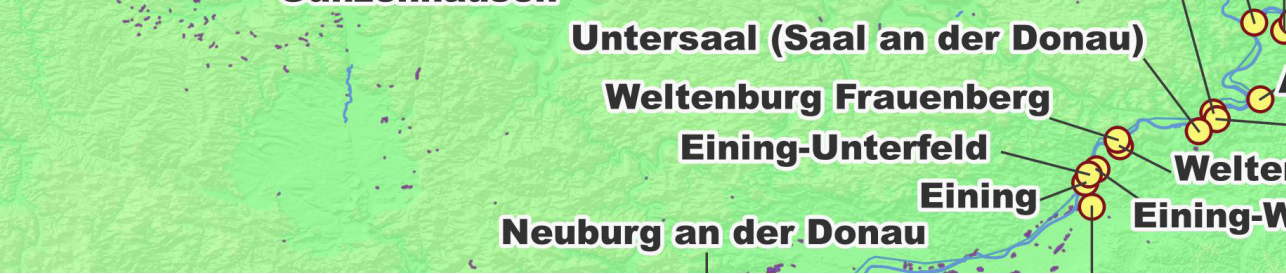 Untersaal (Saal an der Donau)
Weltenburg Frauenberg
Eining-Unterfeld
Eining
Neuburg an der Donau